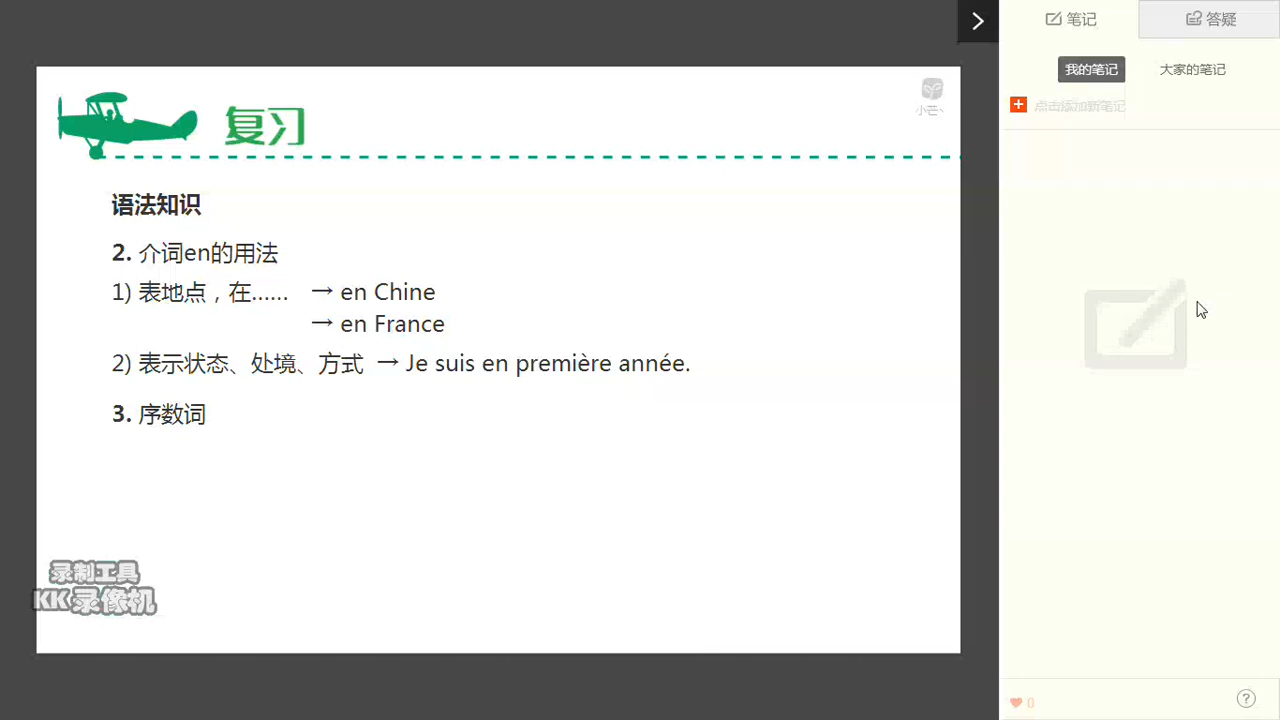 笔记
答疑
我的笔记
大家的笔记
点击添加新笔记
复习
语法知识
2. 介词en的用法
1) 表地点，在…… → en Chine
→ en France
2) 表示状态、处境、方式 → Je suis en première année.
3. 序数词
录制工具
KK录像机
0
?